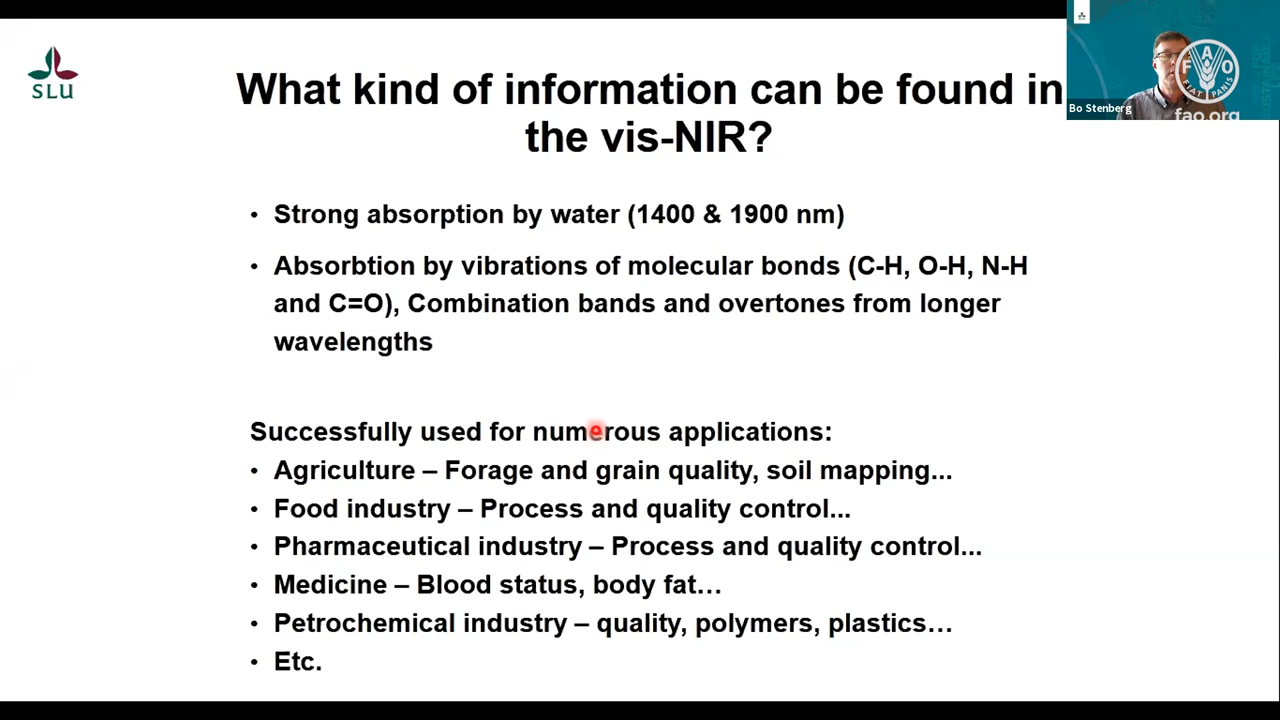 SLU
What kind of information can be found in
the vis-NIR?
• Strong absorption by water (1400 & 1900 nm)
• Absorbtion by vibrations of molecular bonds (C-H, O-H, N-H
and C=O), Combination bands and overtones from longer
wavelengths
Successfully used for numerous applications:
• Agriculture – Forage and grain quality, soil mapping...
• Food industry – Process and quality control...
• Pharmaceutical industry – Process and quality control...
• Medicine – Blood status, body fat…
• Petrochemical industry – quality, polymers, plastics…
• Etc.
Bo Stenberg
FAO
FIAT PANIS
fao.org